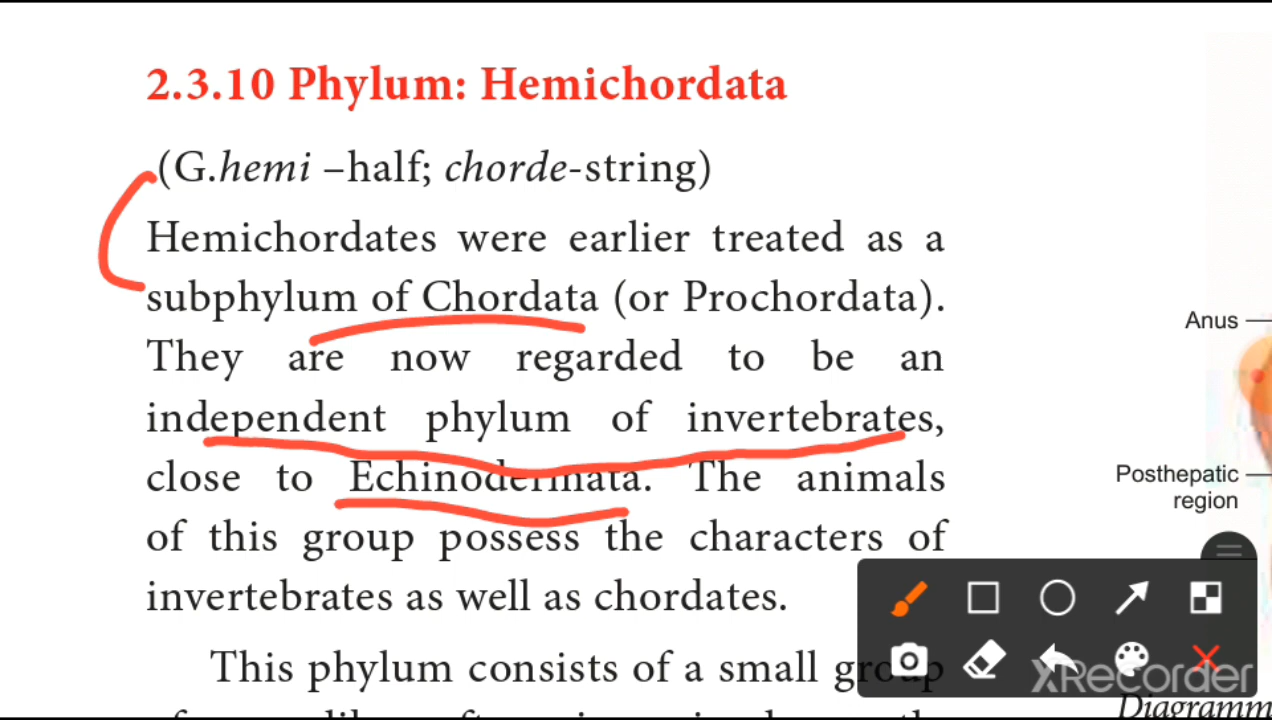 2.3.10 Phylum: Hemichordata
(G.hemi –half; chorde-string)
Hemichordates were earlier treated as a
subphylum of Chordata (or Prochordata).
They are now regarded to be an
independent phylum of invertebrates,
close to Echinodermata. The animals
of this group possess the characters of
invertebrates as well as chordates.
This phylum consists of a small group
Anus
Posthepatic
region
XRecorder
Diagramm